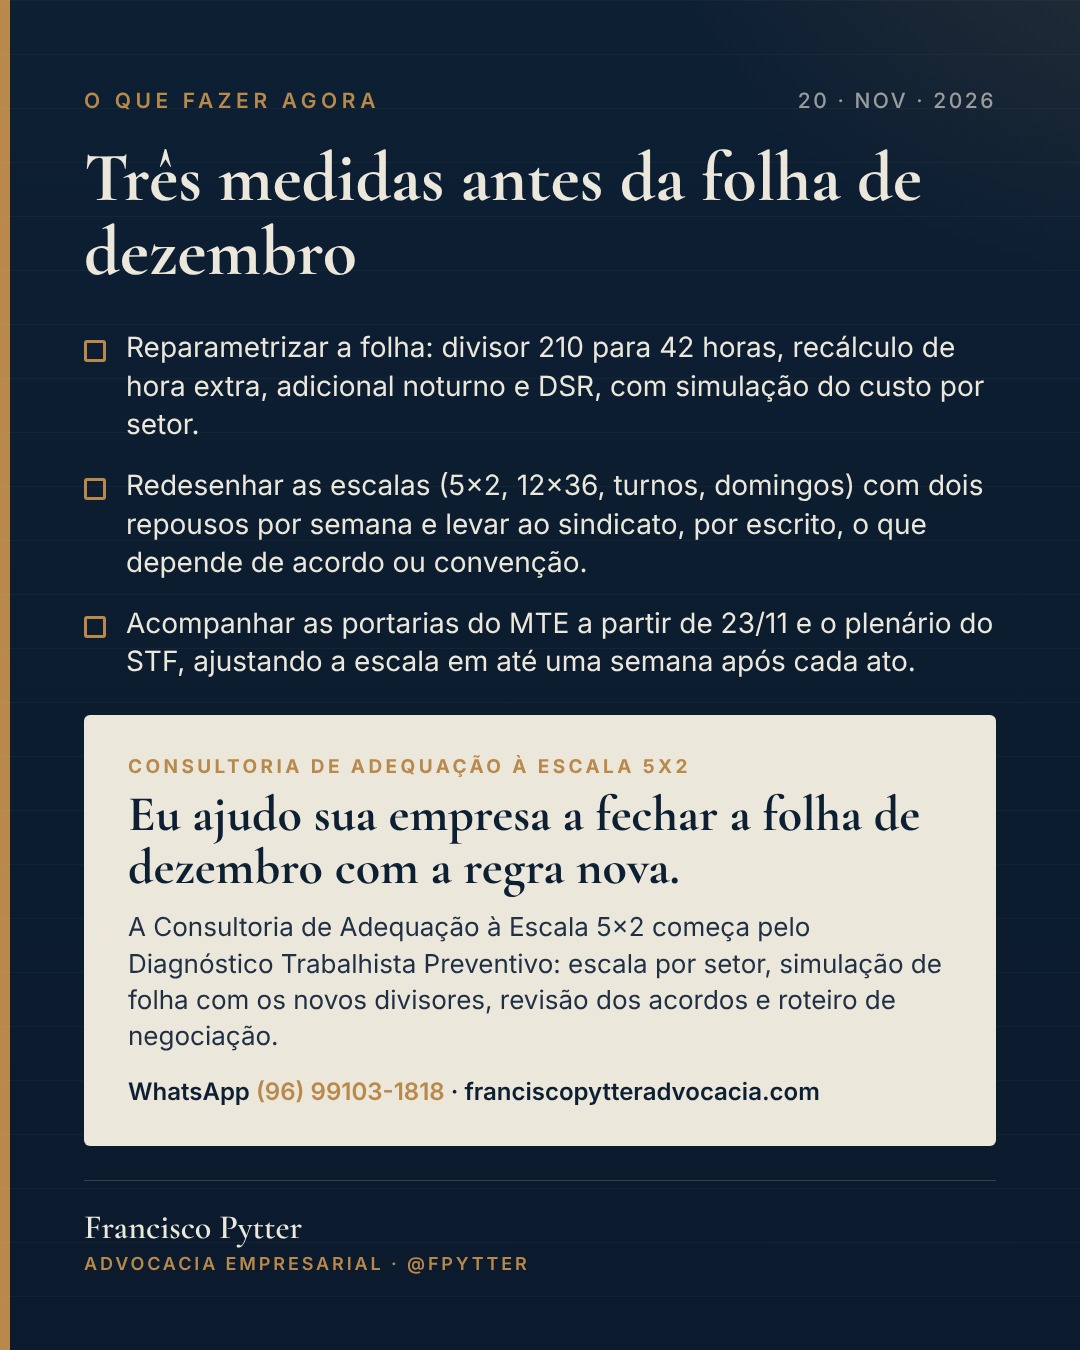 O QUE FAZER AGORA
20 · NOV · 2026
Três medidas antes da folha de
dezembro
Reparametrizar a folha: divisor 210 para 42 horas, recálculo de
hora extra, adicional noturno e DSR, com simulação do custo por
setor.
Redesenhar as escalas (5×2, 12×36, turnos, domingos) com dois
repousos por semana e levar ao sindicato, por escrito, o que
depende de acordo ou convenção.
Acompanhar as portarias do MTE a partir de 23/11 e o plenário do
STF, ajustando a escala em até uma semana após cada ato.
CONSULTORIA DE ADEQUAÇÃO À ESCALA 5X2
Eu ajudo sua empresa a fechar a folha de
dezembro com a regra nova.
A Consultoria de Adequação à Escala 5×2 começa pelo
Diagnóstico Trabalhista Preventivo: escala por setor, simulação de
folha com os novos divisores, revisão dos acordos e roteiro de
negociação.
WhatsApp (96) 99103-1818 · franciscopytteradvocacia.com
Francisco Pytter
ADVOCACIA EMPRESARIAL · @FPYTTER